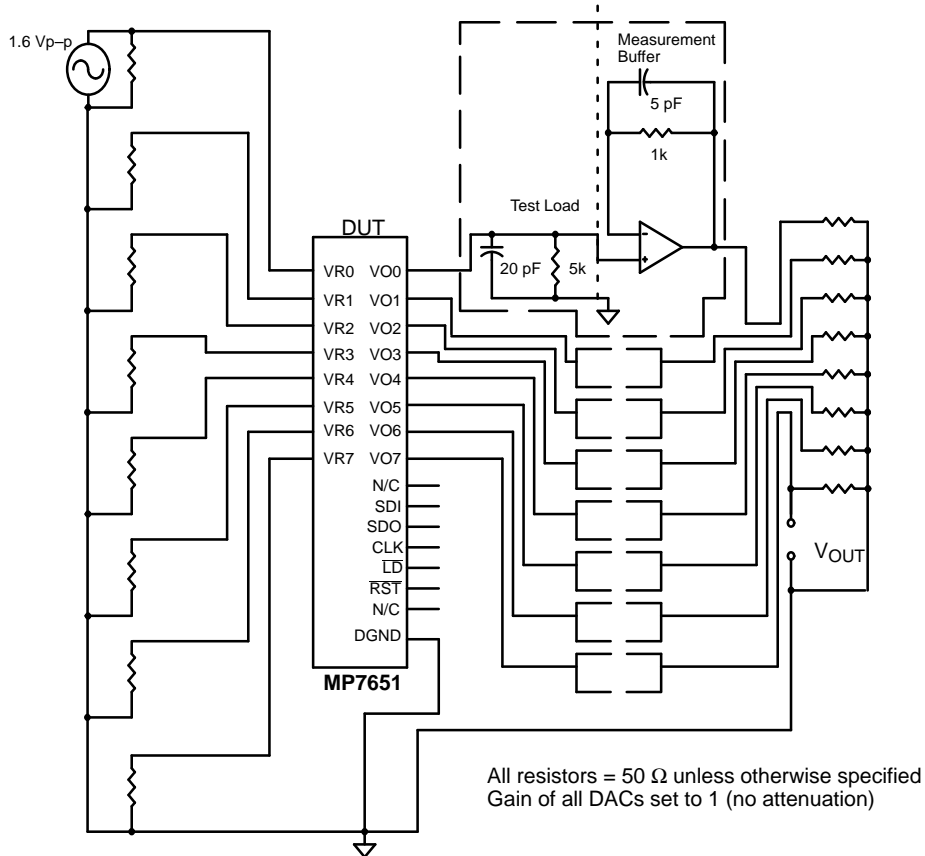 1.6 Vp–p
Measurement
Buffer
5 pF
1k
Test Load
DUT
20 pF
5k
VR0 VO0
VR1 VO1
VR2 VO2
VR3 VO3
VR4 VO4
VR5 VO5
VR6 VO6
VR7 VO7
N/C
SDI
SDO
CLK
LD
RST
N/C
DGND
VOUT
MP7651
All resistors = 50 Ω unless otherwise specified
Gain of all DACs set to 1 (no attenuation)